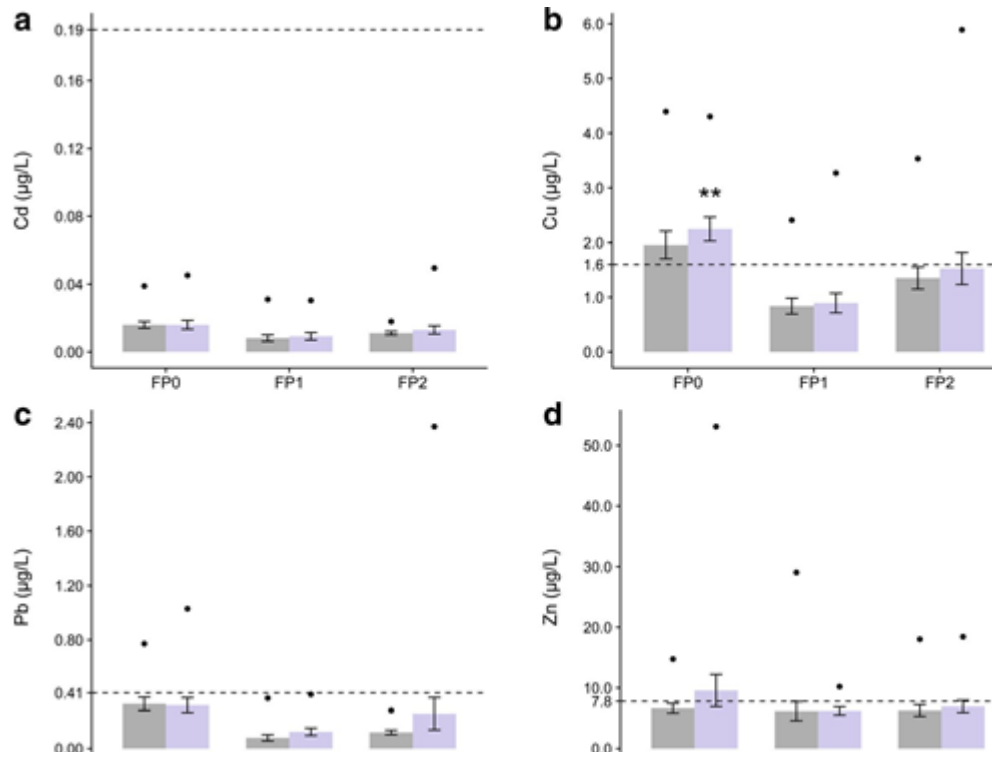 a
0.19
0.16
0.12
0.08
0.04
0.00
Cd (µg/L)
FP0 FP1 FP2
b
6.0
5.0
4.0
3.0
2.0
1.6
1.0
0.0
Cu (µg/L)
**
FP0 FP1 FP2
c
2.40
2.00
1.60
1.20
0.80
0.41
0.00
Pb (µg/L)
d
50.0
40.0
30.0
20.0
10.0
7.8
0.0
Zn (µg/L)